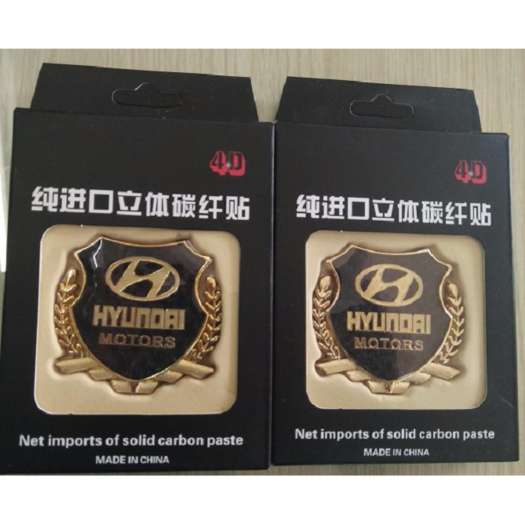 4D
纯进口立体碳纤贴
HYUNDAI
MOTORS
Net imports of solid carbon paste
MADE IN CHINA
4D
纯进口立体碳纤贴
HYUNDAI
MOTORS
Net imports of solid carbon paste
MADE IN CHINA